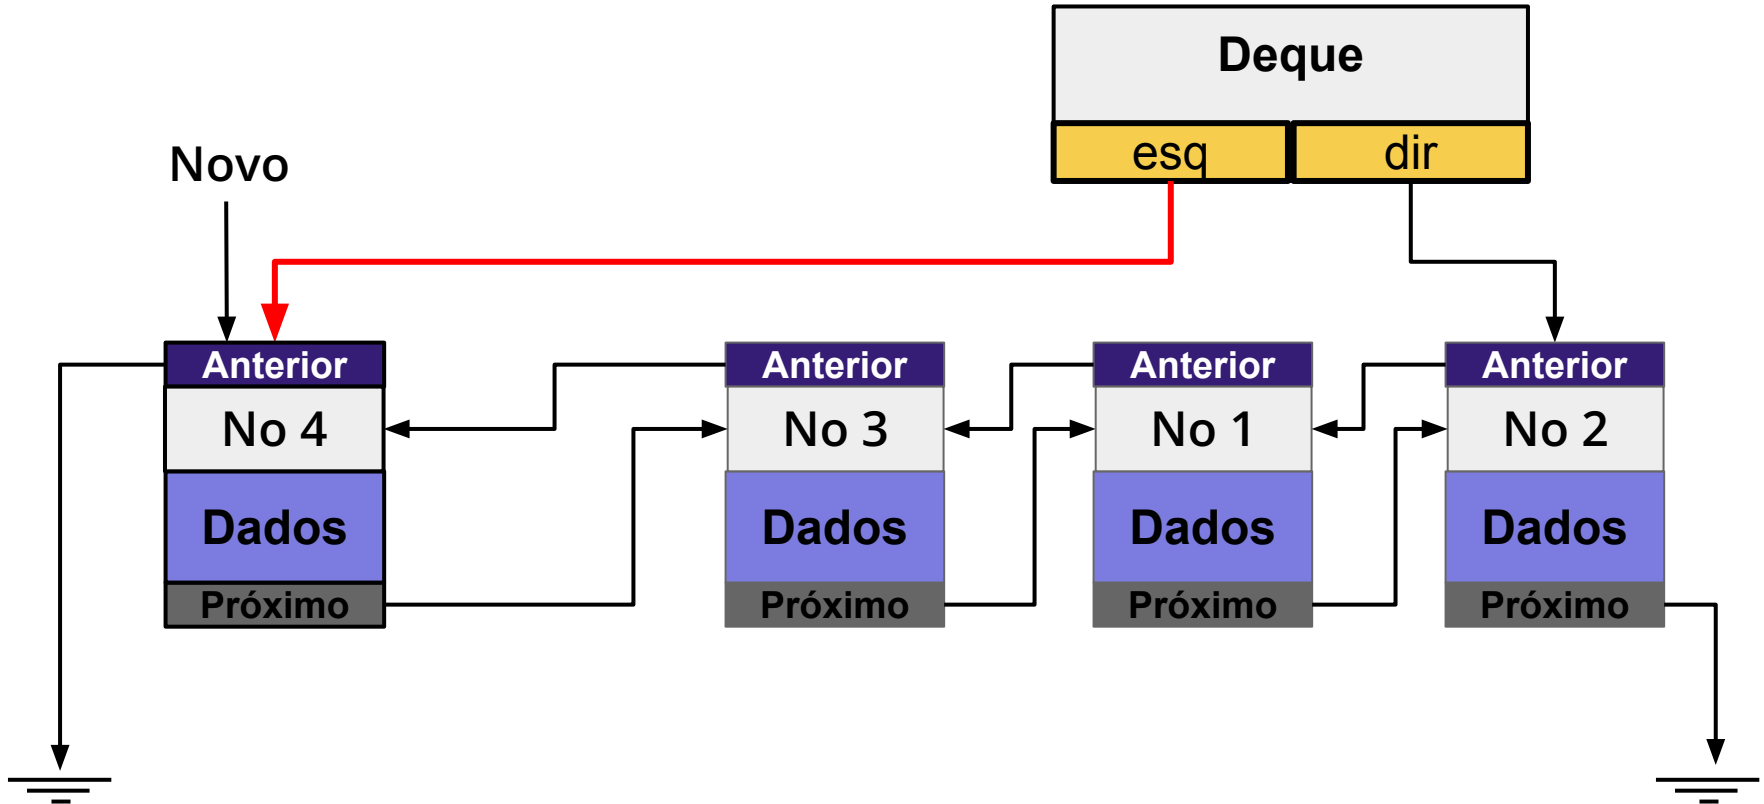 Deque
esq dir
Novo
Anterior Anterior Anterior Anterior
No 4 No 3 No 1 No 2
Dados Dados Dados Dados
Próximo Próximo Próximo Próximo